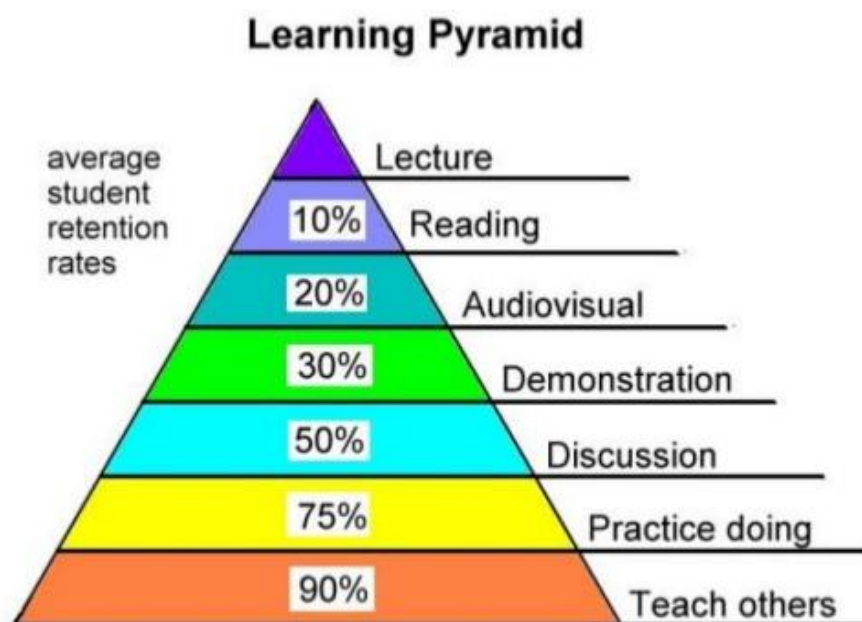 Learning Pyramid
average
student
retention
rates
Lecture
10% Reading
20% Audiovisual
30% Demonstration
50% Discussion
75% Practice doing
90% Teach others